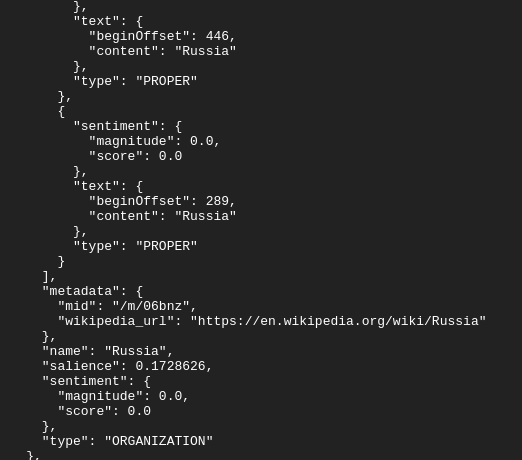 },
"text": {
"beginOffset": 446,
"content": "Russia"
},
"type": "PROPER"
},
{
"sentiment": {
"magnitude": 0.0,
"score": 0.0
},
"text": {
"beginOffset": 289,
"content": "Russia"
},
"type": "PROPER"
}
],
"metadata": {
"mid": "/m/06bnz",
"wikipedia_url": "https://en.wikipedia.org/wiki/Russia"
},
"name": "Russia",
"salience": 0.1728626,
"sentiment": {
"magnitude": 0.0,
"score": 0.0
},
"type": "ORGANIZATION"
},